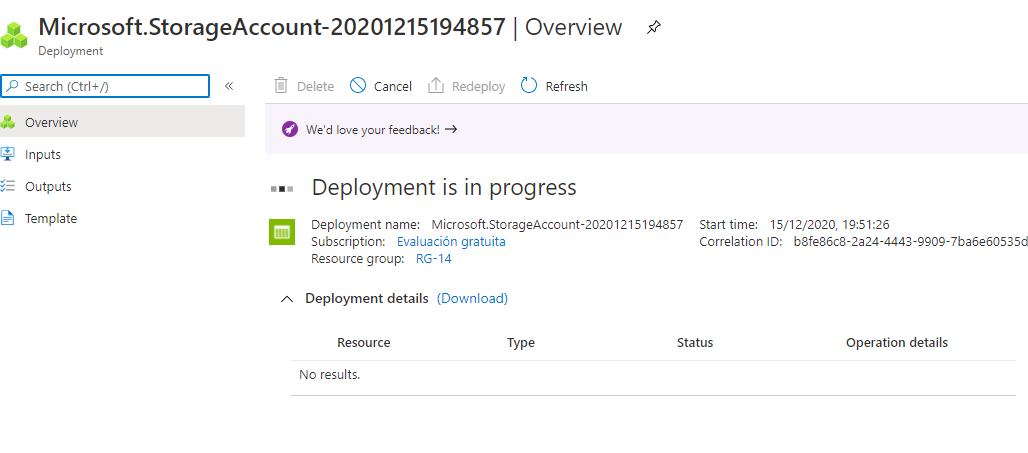 Microsoft.StorageAccount-20201215194857 | Overview
Deployment
Search (Ctrl+/)
«
Delete
Cancel
Redeploy
Refresh
Overview
Inputs
Outputs
Template
We'd love your feedback! →
Deployment is in progress
Deployment name: Microsoft.StorageAccount-20201215194857
Subscription: Evaluación gratuita
Resource group: RG-14
Start time: 15/12/2020, 19:51:26
Correlation ID: b8fe86c8-2a24-4443-9909-7ba6e60535d
Deployment details (Download)
Resource Type Status Operation details
No results.